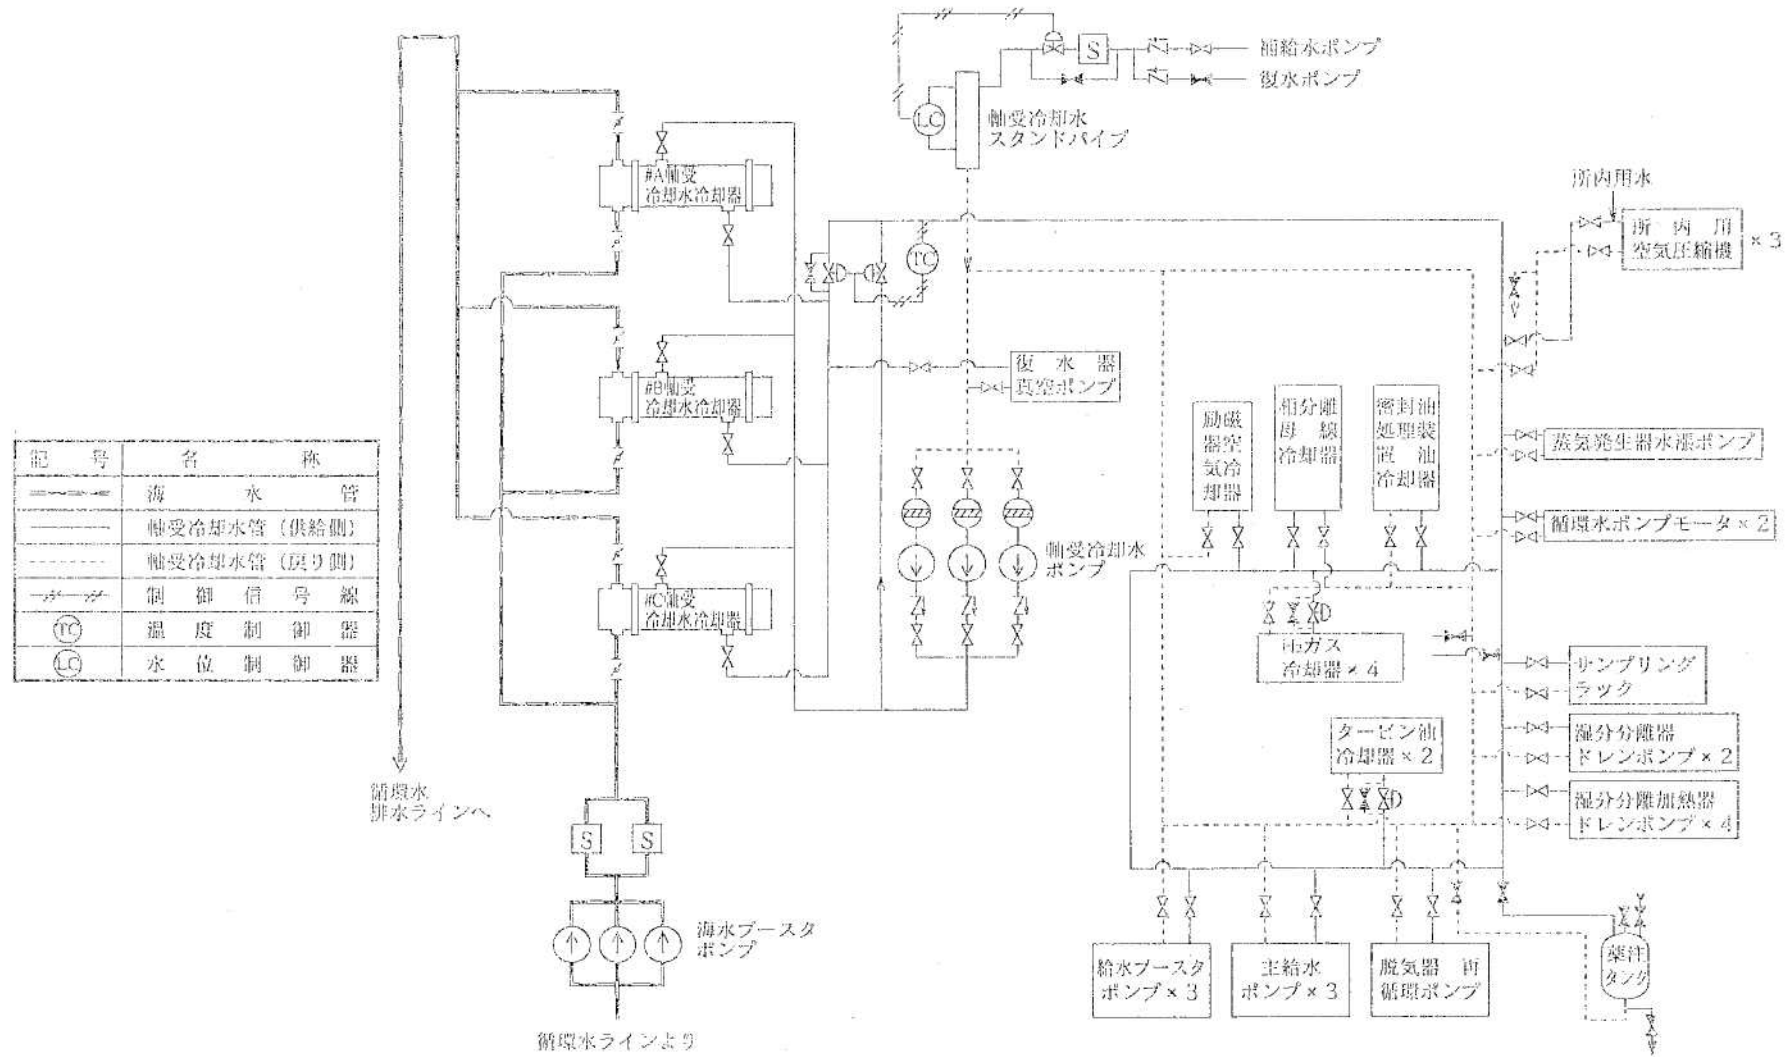 補給水ポンプ
S
復水ポンプ
LC
軸受冷却水
スタンドパイプ
#A軸受
冷却水冷却器
TC
所内用水
所内用
空気圧縮機
×3
#B軸受
冷却水冷却器
復水器
真空ポンプ
励磁
器空
気冷
却器
相分離
母線
冷却器
密封油
処理装
置油
冷却器
蒸気発生器水漲ポンプ
循環水ポンプモータ×2
記号 名称
海水管
軸受冷却水管(供給側)
軸受冷却水管(戻り側)
制御信号線
TC 温度制御器
LC 水位制御器
軸受冷却水
ポンプ
#C軸受
冷却水冷却器
H₂ガス
冷却器×4
サンプリング
ラック
タービン油
冷却器×2
湿分分離器
ドレンポンプ×2
湿分分離加熱器
ドレンポンプ×4
循環水
排水ラインへ
S
S
海水ブースタ
ポンプ
給水ブースタ
ポンプ×3
主給水
ポンプ×3
脱気器再
循環ポンプ
薬注
タンク
循環水ラインより